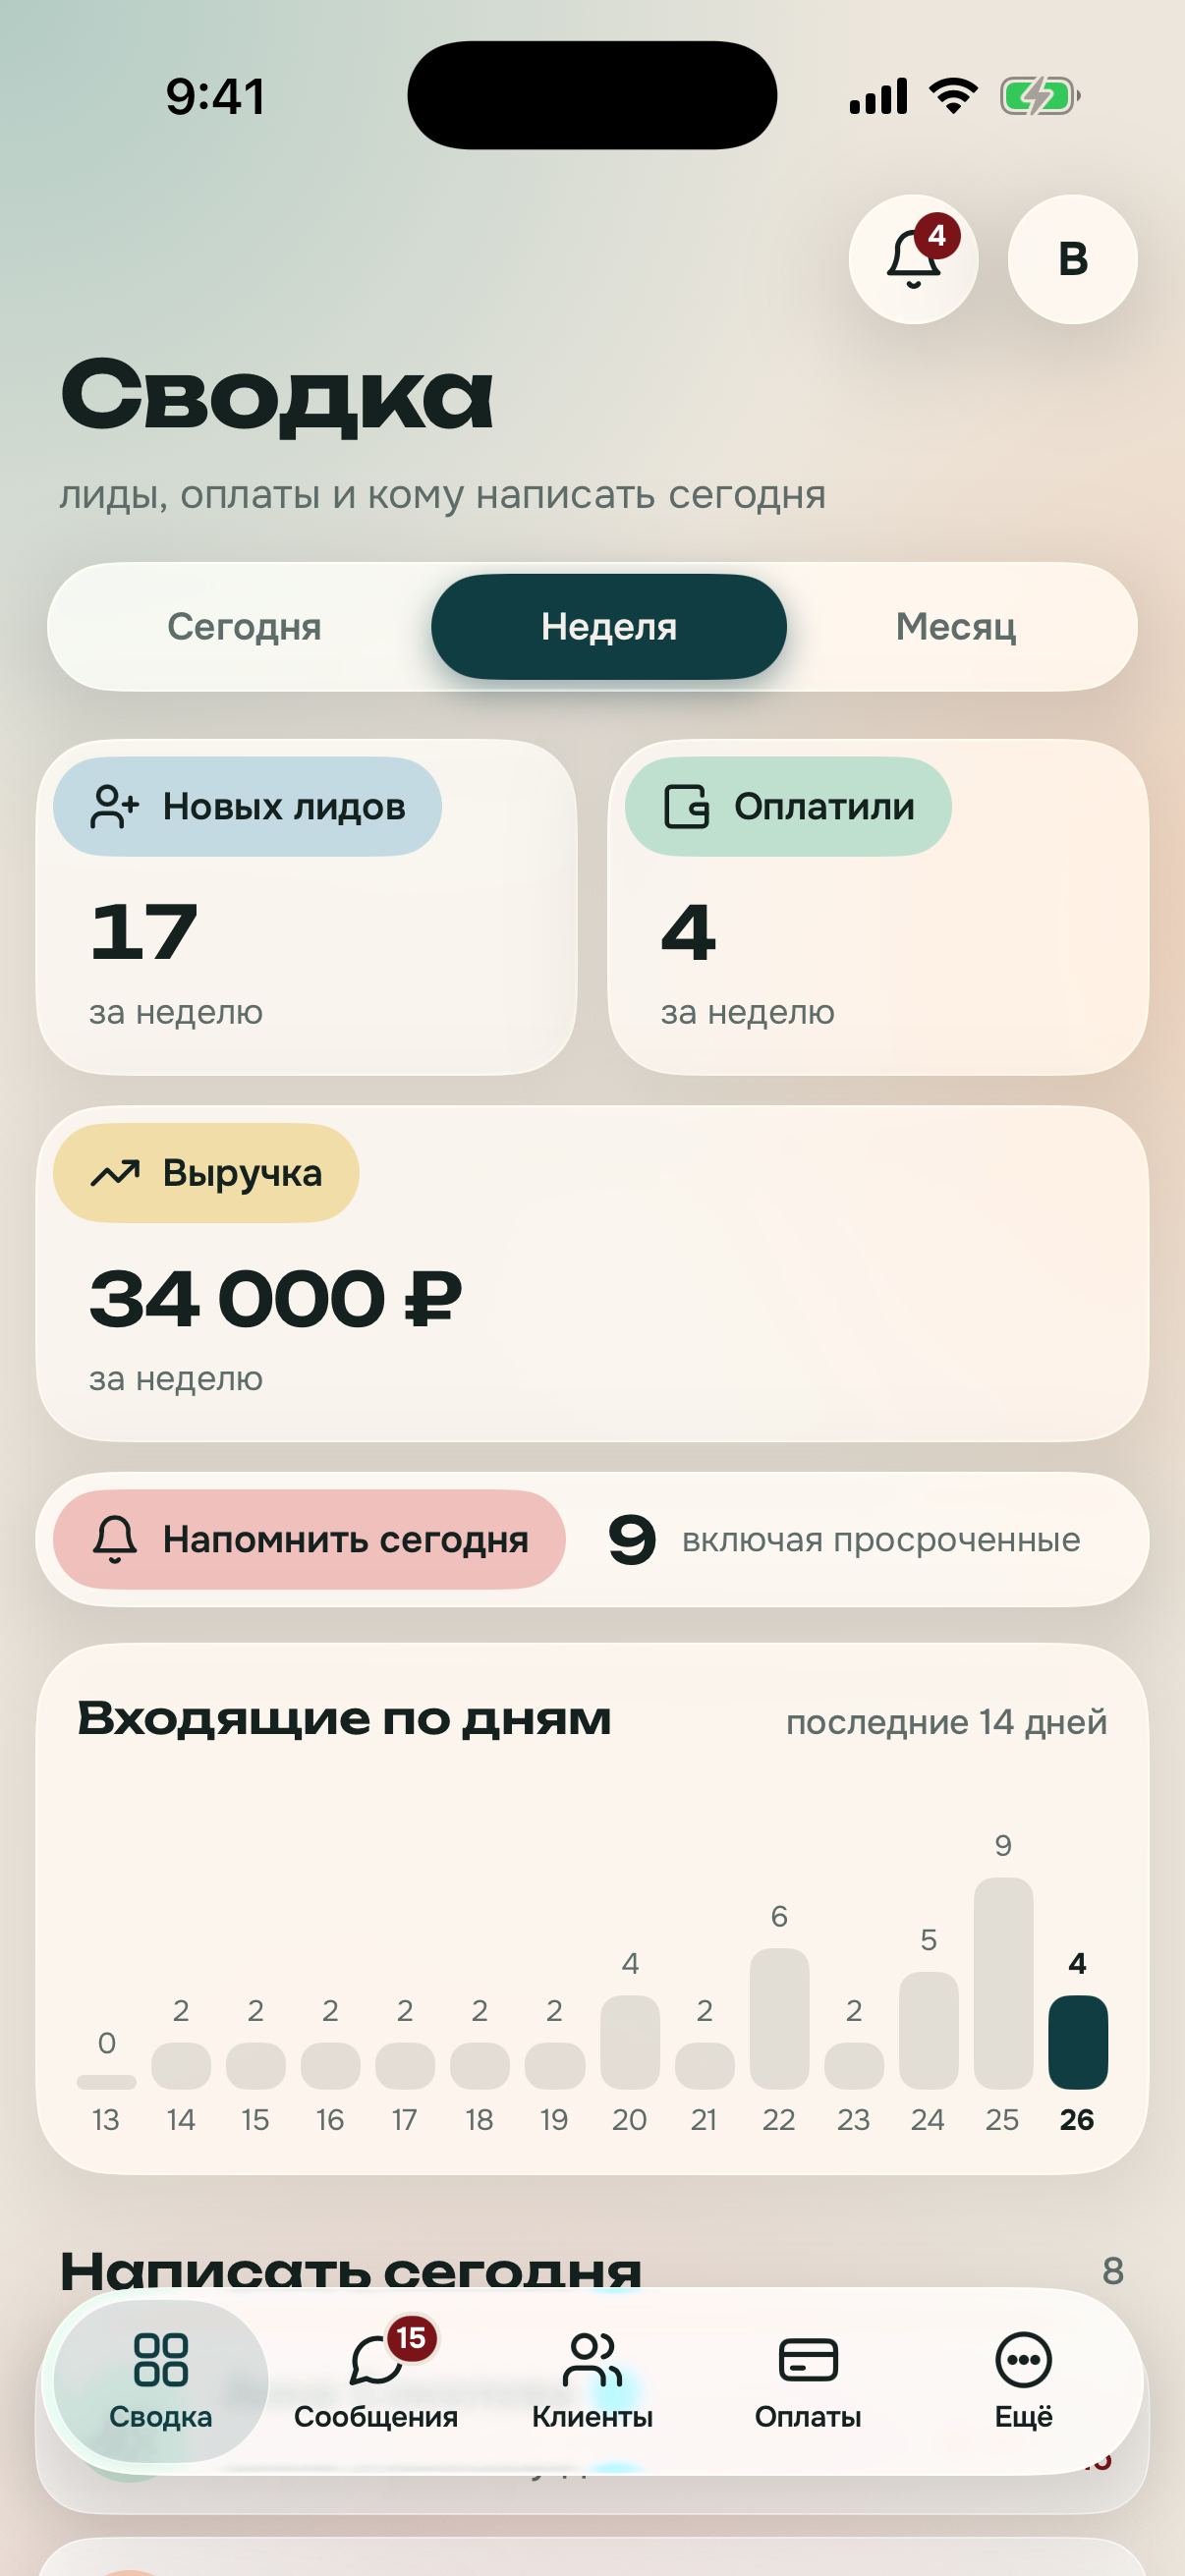 9:41
4
В
Сводка
лиды, оплаты и кому написать сегодня
Сегодня Неделя Месяц
Новых лидов
17
за неделю
Оплатили
4
за неделю
Выручка
34 000 ₽
за неделю
Напомнить сегодня 9 включая просроченные
Входящие по дням последние 14 дней
0 2 2 2 2 2 2 4 2 6 2 5 9 4
13 14 15 16 17 18 19 20 21 22 23 24 25 26
Написать сегодня 8
15
Сводка Сообщения Клиенты Оплаты Ещё